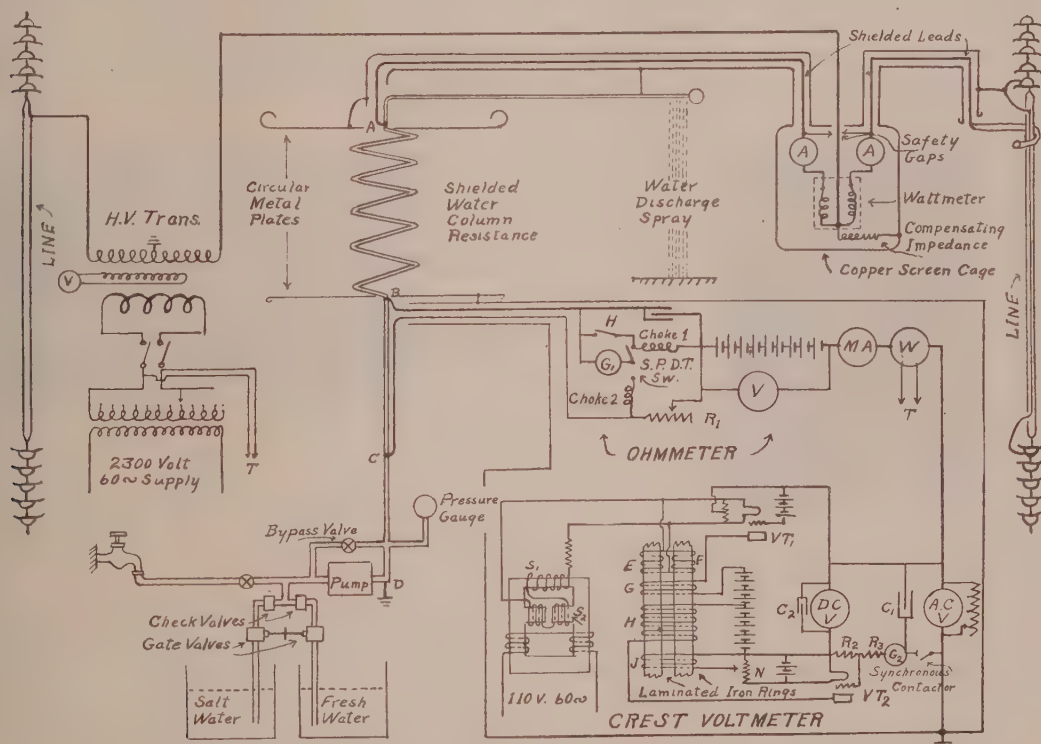 Shielded Leads
A
Circular
Metal
Plates
Shielded
Water
Column
Resistance
Water
Discharge
Spray
A
A
Safety
Gaps
Wattmeter
Compensating
Impedance
Copper Screen Cage
LINE
H.V. Trans.
V
LINE
B
H
Choke 1
G1
S.P.D.T.
Sw.
Choke 2
R1
V
MA
W
T
OHMMETER
2300 Volt
60~ Supply
T
C
Pressure
Gauge
Bypass Valve
Pump
D
Check Valves
Gate Valves
Salt
Water
Fresh
Water
S1
S2
110 V. 60~
E
F
G
H
J
Laminated Iron Rings
VT1
N
VT2
C2
D.C.
V
C1
A.C.
V
R2
R3
G2
Synchronous
Contactor
CREST VOLTMETER